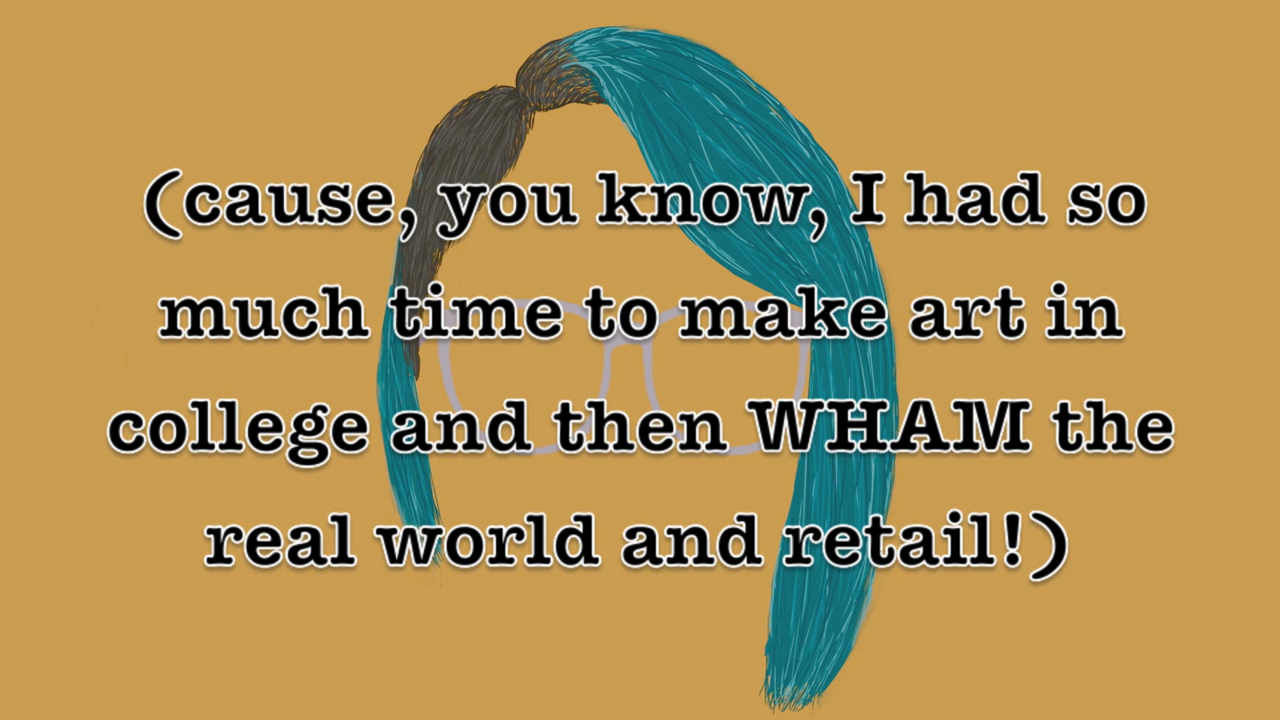 (cause, you know, I had so
much time to make art in
college and then WHAM the
real world and retail!)